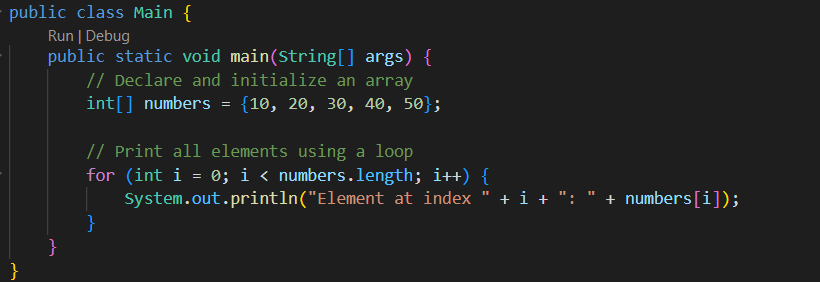 public class Main {
Run | Debug
public static void main(String[] args) {
// Declare and initialize an array
int[] numbers = {10, 20, 30, 40, 50};
// Print all elements using a loop
for (int i = 0; i < numbers.length; i++) {
System.out.println("Element at index " + i + ": " + numbers[i]);
}
}
}